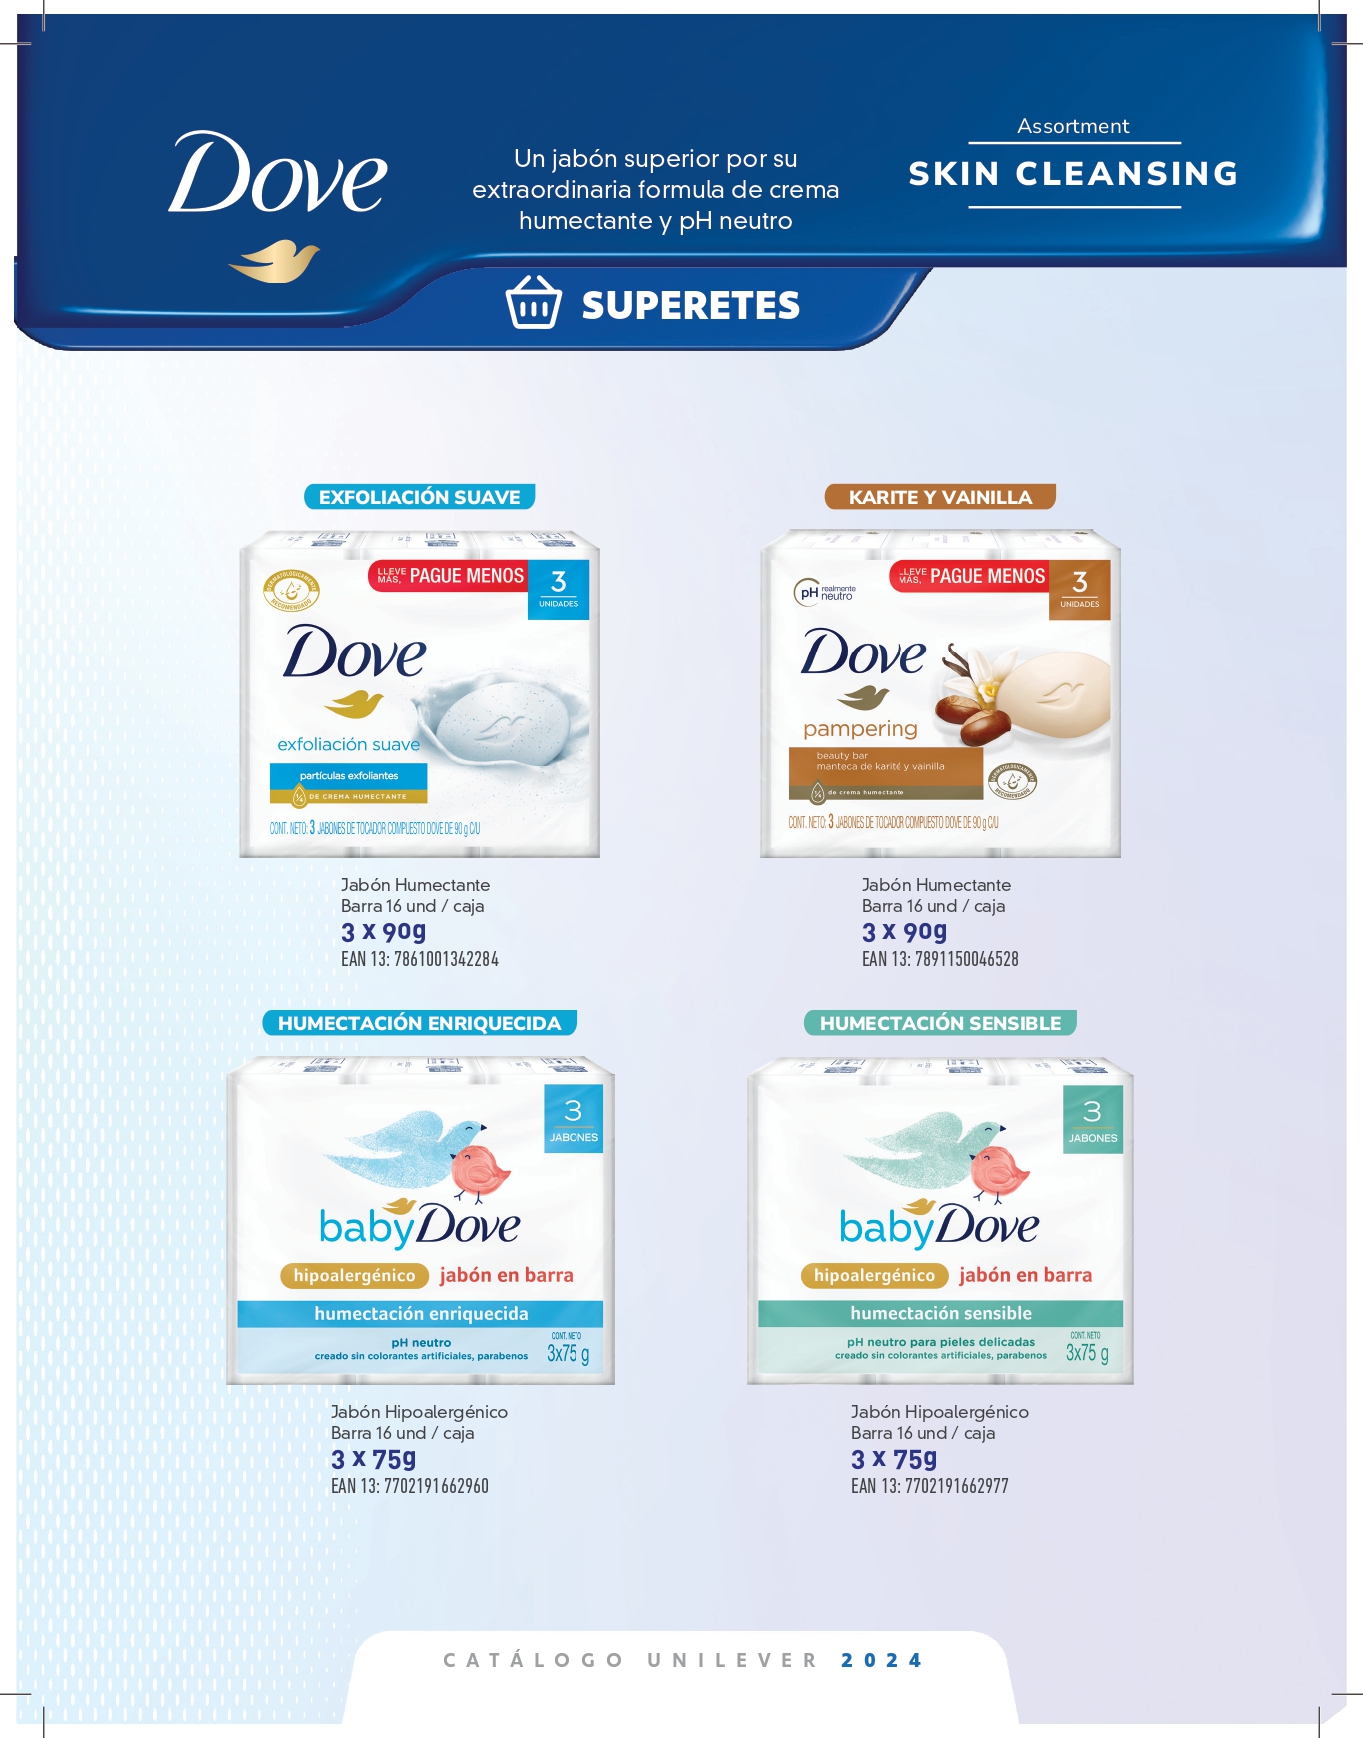 Dove
Un jabón superior por su
extraordinaria formula de crema
humectante y pH neutro
Assortment
SKIN CLEANSING
SUPERETES
EXFOLIACIÓN SUAVE
DERMATOLOGICAMENTE
RECOMENDADO
LLEVE
MÁS, PAGUE MENOS
3
UNIDADES
Dove
exfoliación suave
partículas exfoliantes
1/4 DE CREMA HUMECTANTE
CONT. NETO: 3 JABONES DE TOCADOR COMPUESTO DOVE DE 90 g C/U
Jabón Humectante
Barra 16 und / caja
3 x 90g
EAN 13: 7861001342284
KARITE Y VAINILLA
pH realmente
neutro
LLEVE
MÁS, PAGUE MENOS
3
UNIDADES
Dove
pampering
beauty bar
manteca de karité y vainilla
1/4 de crema humectante
DERMATOLOGICAMENTE
RECOMENDADO
CONT. NETO: 3 JABONES DE TOCADOR COMPUESTO DOVE DE 90 g C/U
Jabón Humectante
Barra 16 und / caja
3 x 90g
EAN 13: 7891150046528
HUMECTACIÓN ENRIQUECIDA
3
JABONES
baby Dove
hipoalergénico jabón en barra
humectación enriquecida
pH neutro
creado sin colorantes artificiales, parabenos
CONT. NETO
3x75 g
Jabón Hipoalergénico
Barra 16 und / caja
3 x 75g
EAN 13: 7702191662960
HUMECTACIÓN SENSIBLE
3
JABONES
baby Dove
hipoalergénico jabón en barra
humectación sensible
pH neutro para pieles delicadas
creado sin colorantes artificiales, parabenos
CONT. NETO
3x75 g
Jabón Hipoalergénico
Barra 16 und / caja
3 x 75g
EAN 13: 7702191662977
CATÁLOGO UNILEVER 2024